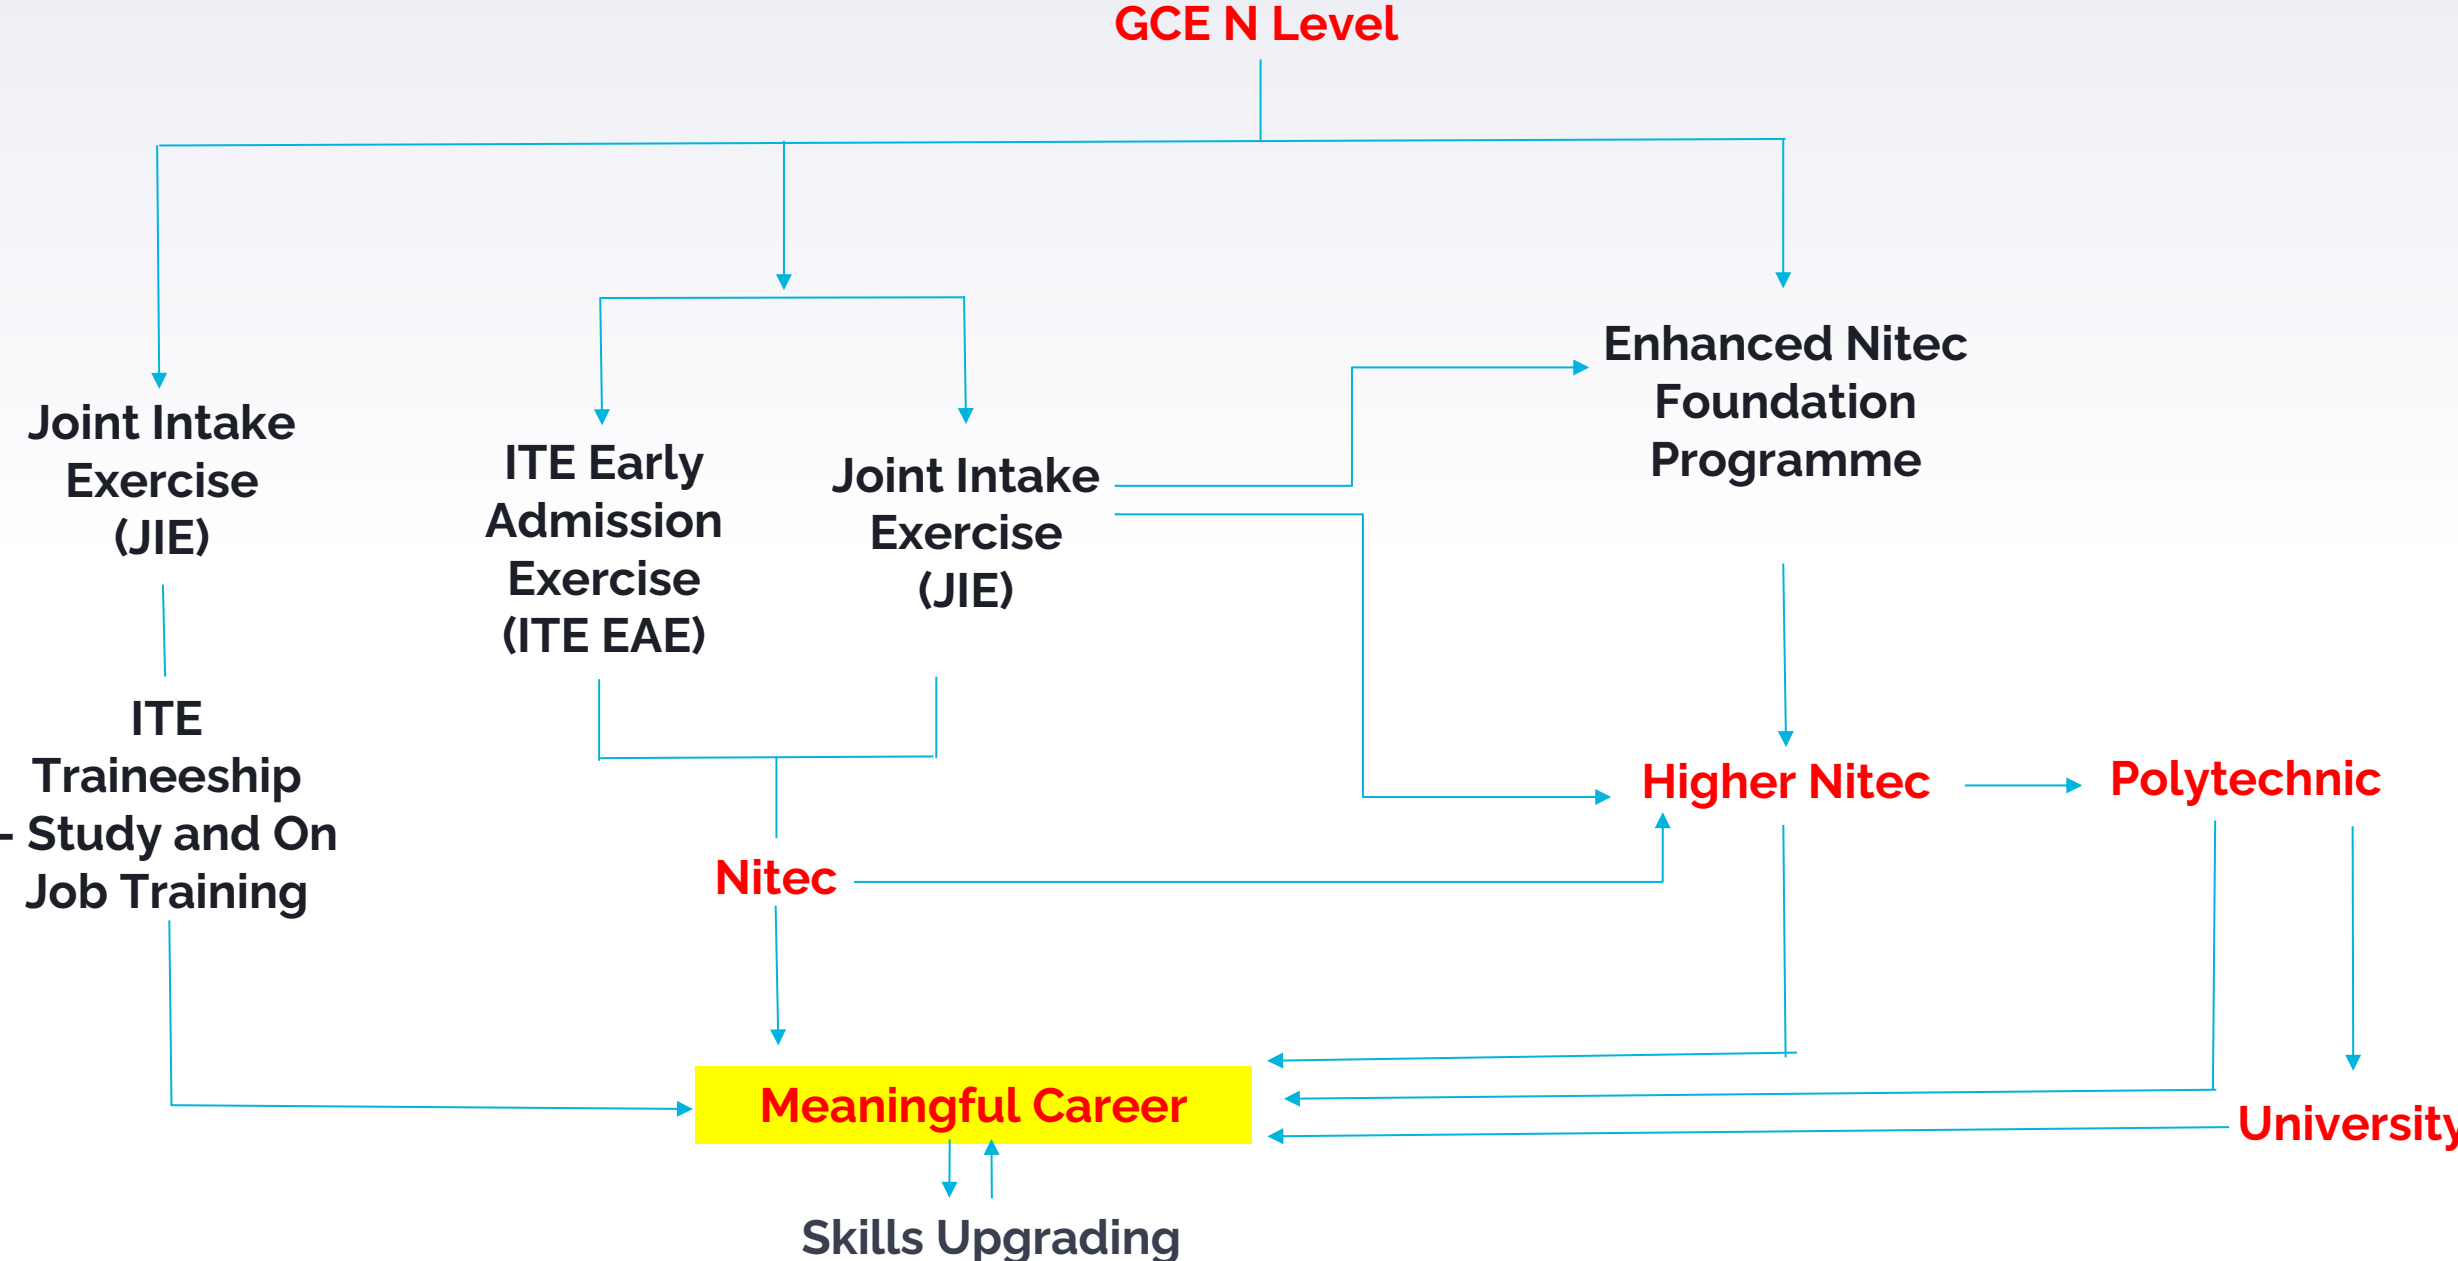 GCE N Level
Joint Intake
Exercise
(JIE)
ITE
Traineeship
- Study and On
Job Training
ITE Early
Admission
Exercise
(ITE EAE)
Joint Intake
Exercise
(JIE)
Enhanced Nitec
Foundation
Programme
Nitec
Higher Nitec
Polytechnic
University
Meaningful Career
Skills Upgrading